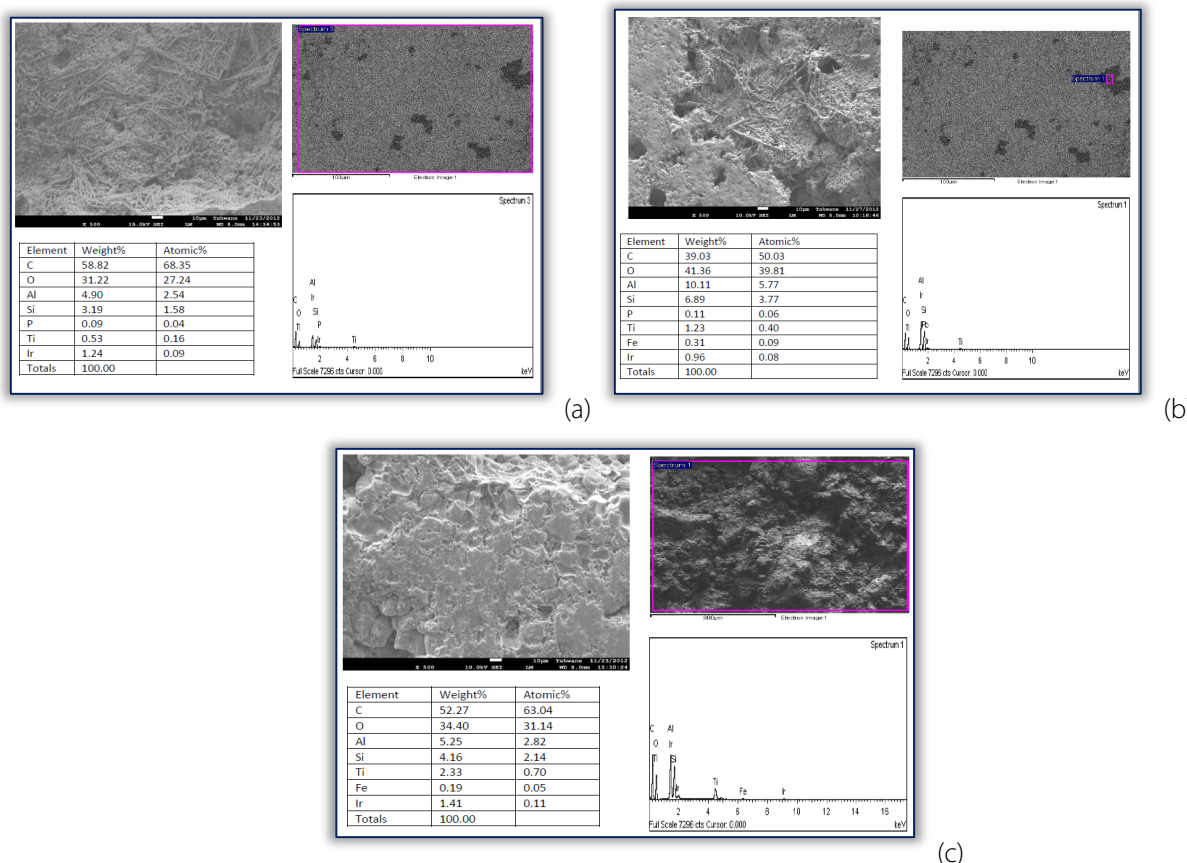 Spectrum 3
100µm Electron Image 1
10µm Tshwane 11/23/2012
X 500 15.0kV SEI LM WD 8.0mm 14:34:53
Spectrum 3
Al
C Ir
O Si
Ti P
Ir Ti
0 2 4 6 8 10
Full Scale 7296 cts Cursor: 0.000 keV
Element Weight% Atomic%
C 58.82 68.35
O 31.22 27.24
Al 4.90 2.54
Si 3.19 1.58
P 0.09 0.04
Ti 0.53 0.16
Ir 1.24 0.09
Totals 100.00
(a)
Spectrum 1
100µm Electron Image 1
10µm Tshwane 11/27/2012
X 500 10.0kV SEI LM WD 8.0mm 10:18:46
Spectrum 1
Al
C Ir
O Si
Ti
Ir Ti
0 2 4 6 8 10
Full Scale 7296 cts Cursor: 0.000 keV
Element Weight% Atomic%
C 39.03 50.03
O 41.36 39.81
Al 10.11 5.77
Si 6.89 3.77
P 0.11 0.06
Ti 1.23 0.40
Fe 0.31 0.09
Ir 0.96 0.08
Totals 100.00
(b
Spectrum 1
800µm Electron Image 1
10µm Tshwane 11/23/2012
X 500 10.0kV SEI LM WD 8.0mm 15:30:24
Spectrum 1
C Al
O Ir
Ti Si Ti
Fe Ir
0 2 4 6 8 10 12 14 16
Full Scale 7296 cts Cursor: 0.000 keV
Element Weight% Atomic%
C 52.27 63.04
O 34.40 31.14
Al 5.25 2.82
Si 4.16 2.14
Ti 2.33 0.70
Fe 0.19 0.05
Ir 1.41 0.11
Totals 100.00
(c)